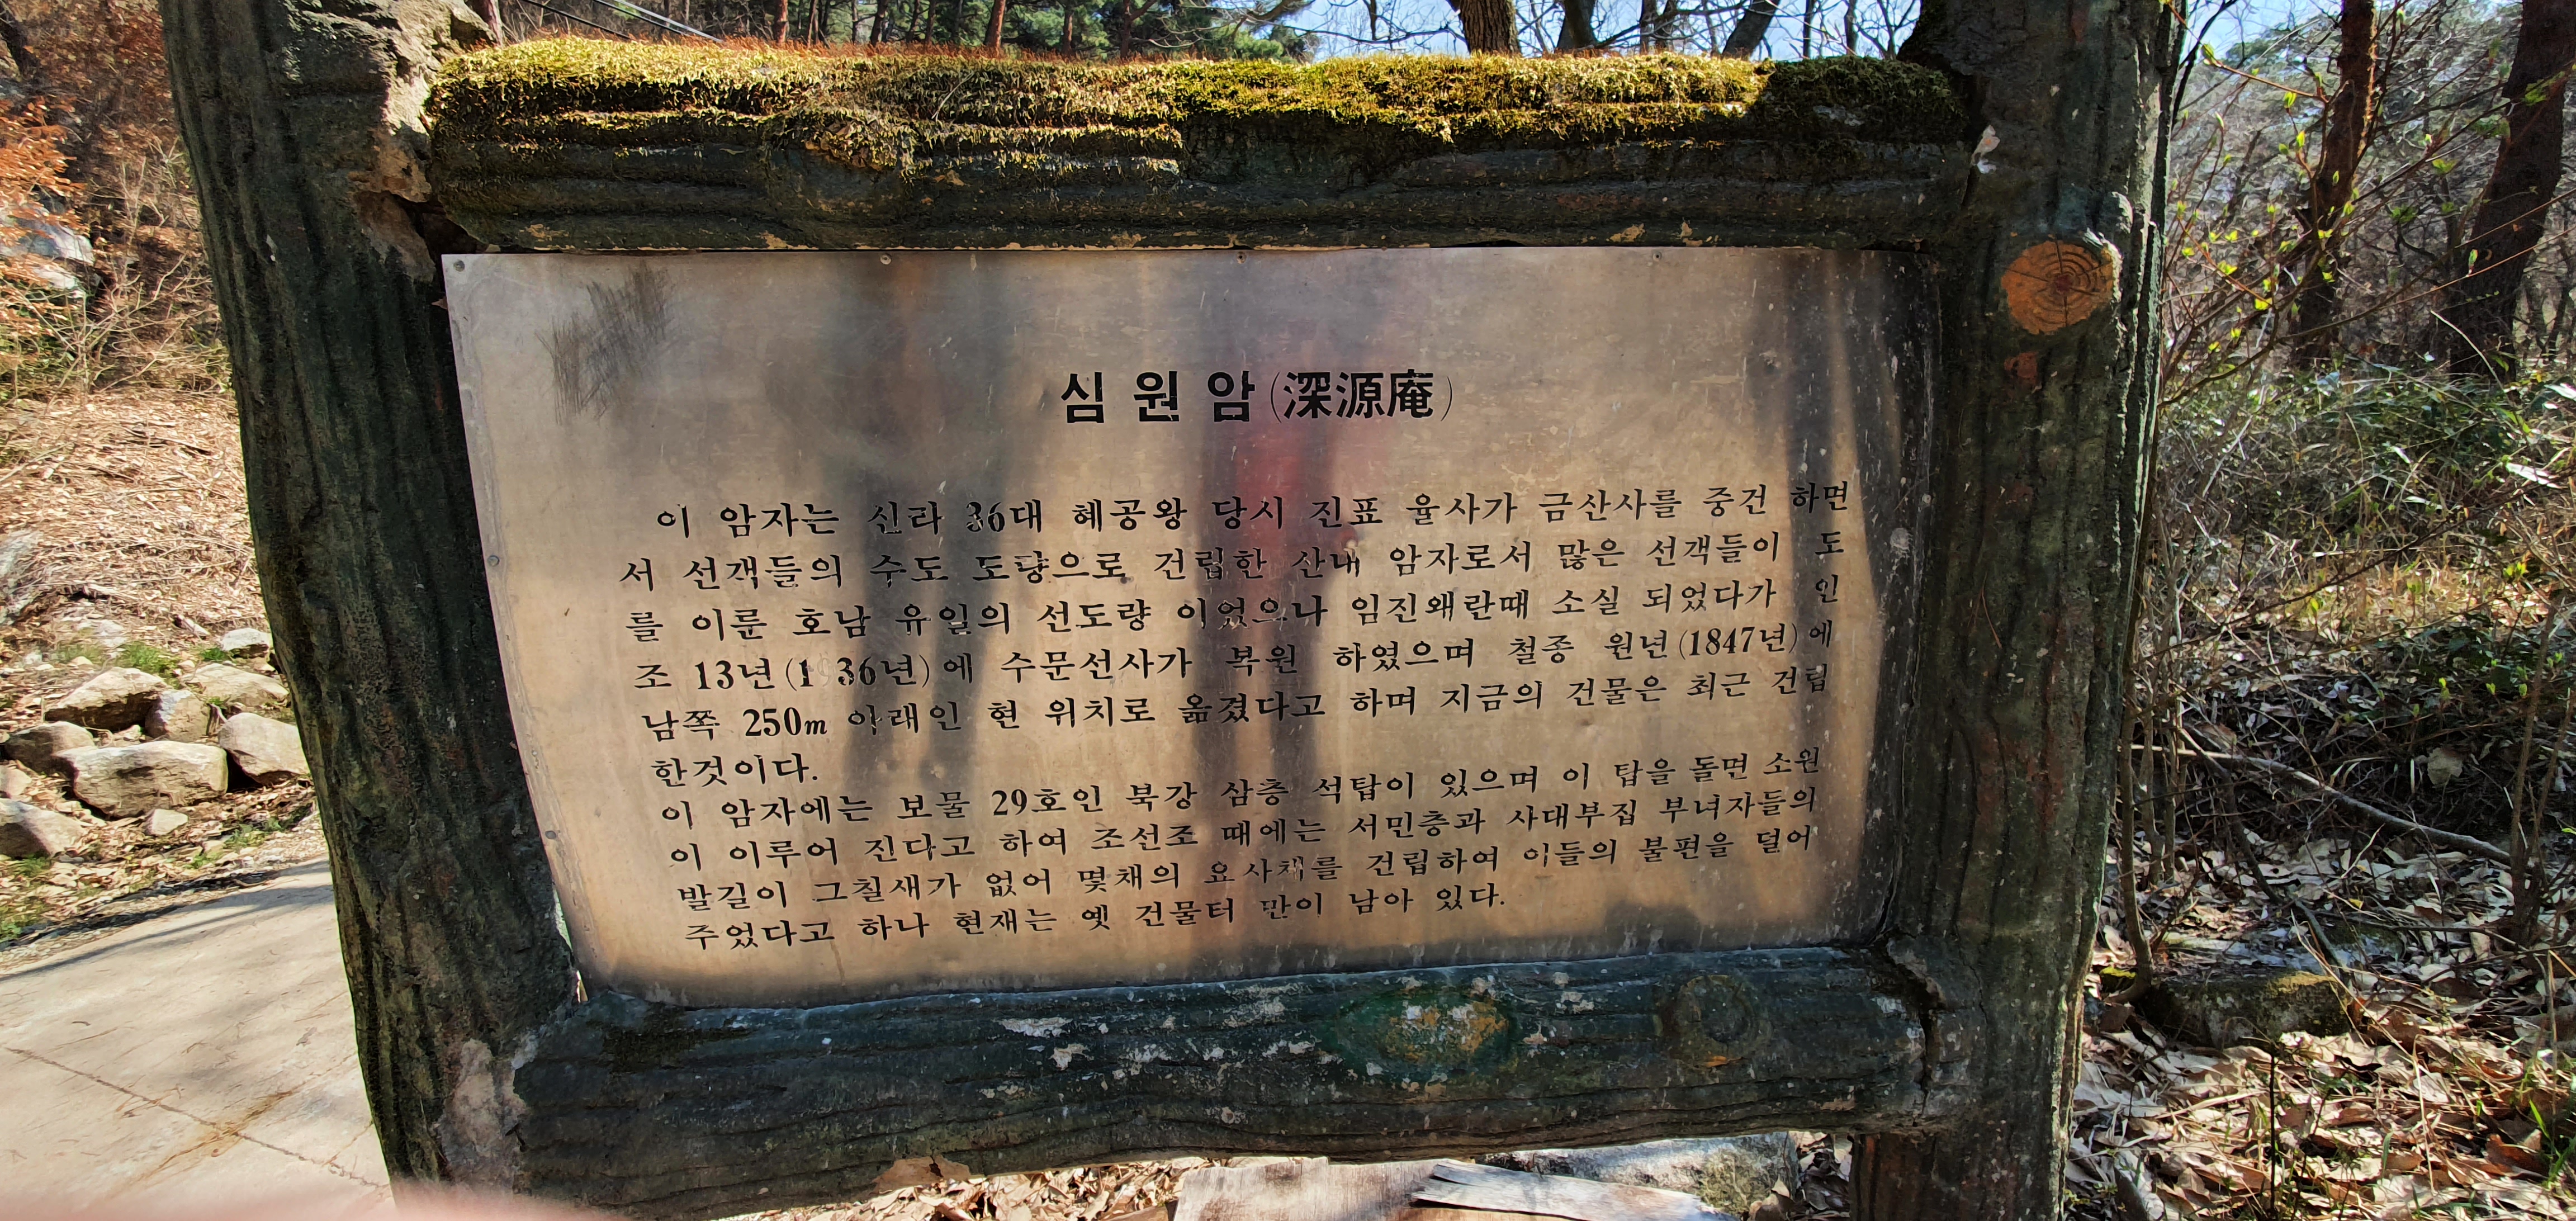 심 원 암 (深源庵)
이 암자는 신라 36대 혜공왕 당시 진표 율사가 금산사를 중건 하면
서 선객들의 수도 도량으로 건립한 산내 암자로서 많은 선객들이 도
를 이룬 호남 유일의 선도량 이었으나 임진왜란때 소실 되었다가 인
조 13년(1 36년)에 수문선사가 복원 하였으며 철종 원년(1847년)에
남쪽 250m 아래인 현 위치로 옮겼다고 하며 지금의 건물은 최근 건립
한것이다.
이 암자에는 보물 29호인 북강 삼층 석탑이 있으며 이 탑을 돌면 소원
이 이루어 진다고 하여 조선조 때에는 서민층과 사대부집 부녀자들의
발길이 그칠새가 없어 몇채의 요사채를 건립하여 이들의 불편을 덜어
주었다고 하나 현재는 옛 건물터 만이 남아 있다.